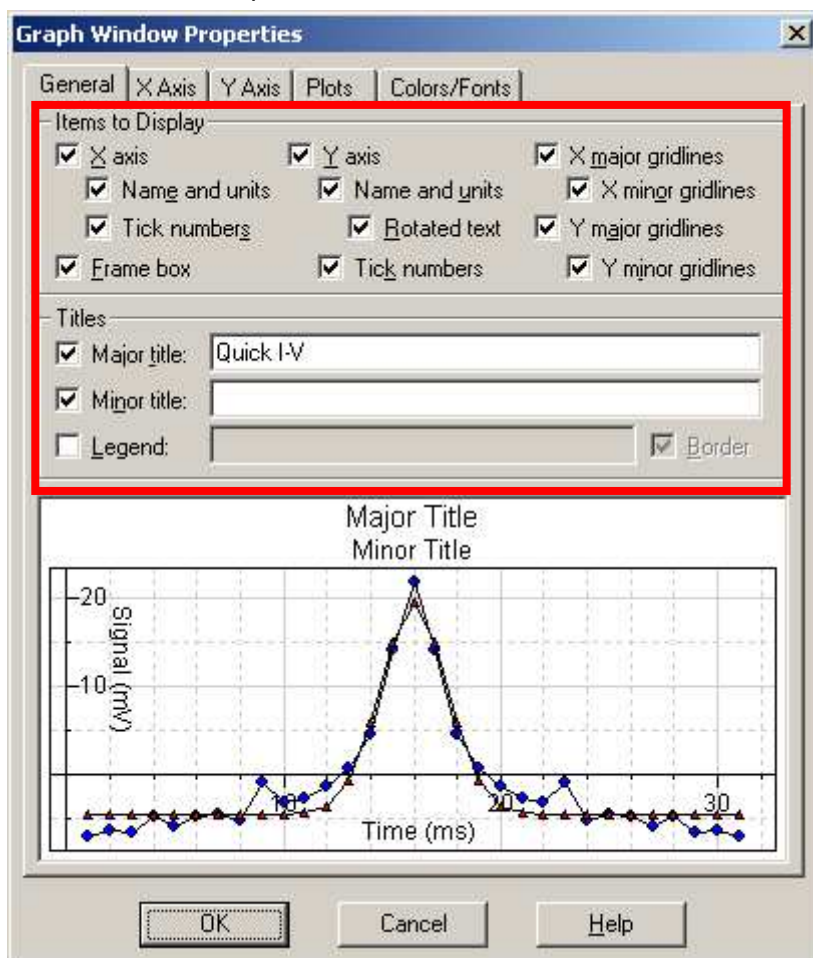 Graph Window Properties
General X Axis Y Axis Plots Colors/Fonts
Items to Display
X axis Y axis X major gridlines
Name and units Name and units X minor gridlines
Tick numbers Rotated text Y major gridlines
Frame box Tick numbers Y minor gridlines
Titles
Major title: Quick I-V
Minor title:
Legend: Border
Major Title
Minor Title
20
Signal (mV)
10
10 20 30
Time (ms)
OK Cancel Help